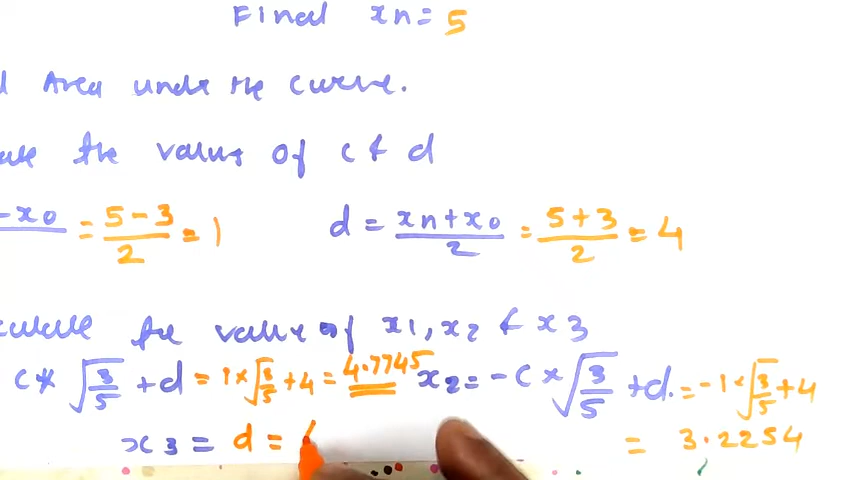 Final xn = 5
Area under the curve.
the value of c & d
-x0 = 5-3/2 = 1 d = xn+x0/2 = 5+3/2 = 4
the value of x1, x2 & x3
c* √3/5 + d = 1×√3/5 + 4 = 4.7745 x2 = -c × √3/5 + d. = -1×√3/5 + 4
x3 = d = = 3.2254